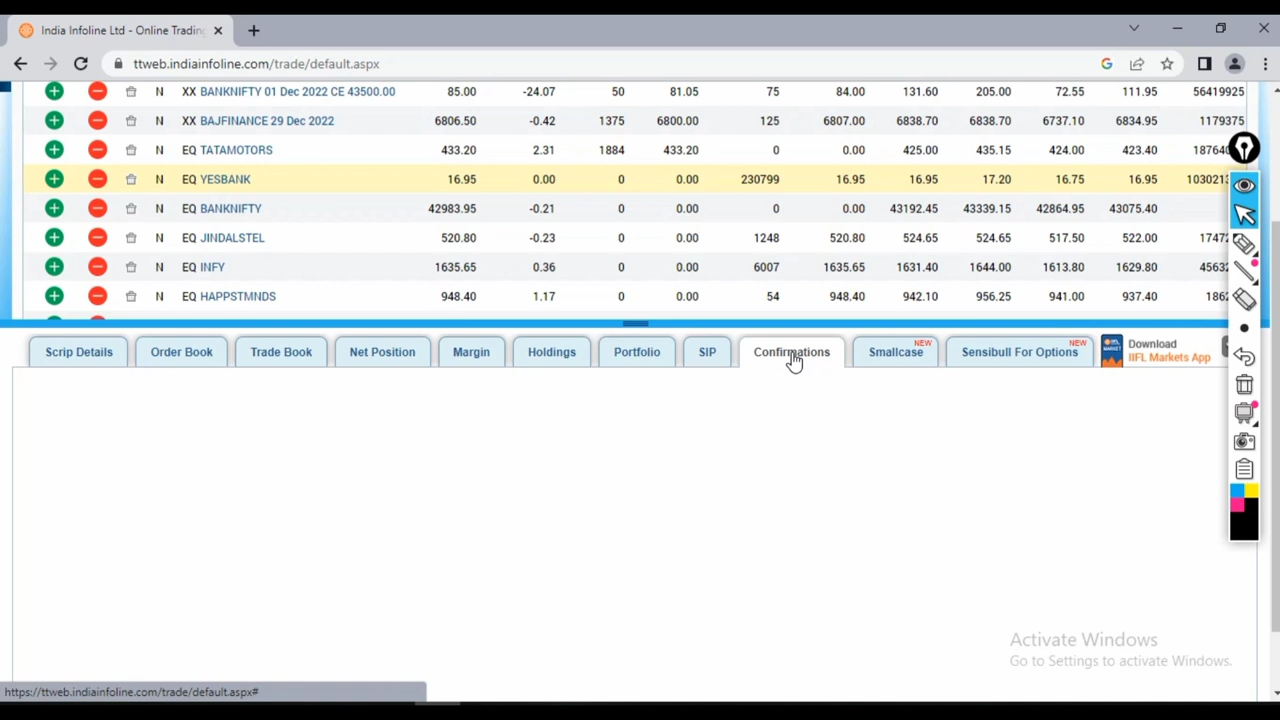 India Infoline Ltd - Online Trading
ttweb.indiainfoline.com/trade/default.aspx
N XX BANKNIFTY 01 Dec 2022 CE 43500.00 85.00 -24.07 50 81.05 75 84.00 131.60 205.00 72.55 111.95 56419925
N XX BAJFINANCE 29 Dec 2022 6806.50 -0.42 1375 6800.00 125 6807.00 6838.70 6838.70 6737.10 6834.95 1179375
N EQ TATAMOTORS 433.20 2.31 1884 433.20 0 0.00 425.00 435.15 424.00 423.40 187640
N EQ YESBANK 16.95 0.00 0 0.00 230799 16.95 16.95 17.20 16.75 16.95 1030213
N EQ BANKNIFTY 42983.95 -0.21 0 0.00 0 0.00 43192.45 43339.15 42864.95 43075.40
N EQ JINDALSTEL 520.80 -0.23 0 0.00 1248 520.80 524.65 524.65 517.50 522.00 17472
N EQ INFY 1635.65 0.36 0 0.00 6007 1635.65 1631.40 1644.00 1613.80 1629.80 45632
N EQ HAPPSTMNDS 948.40 1.17 0 0.00 54 948.40 942.10 956.25 941.00 937.40 1862
Scrip Details Order Book Trade Book Net Position Margin Holdings Portfolio SIP Confirmations Smallcase NEW Sensibull For Options NEW Download
IIFL Markets App
Activate Windows
Go to Settings to activate Windows.
https://ttweb.indiainfoline.com/trade/default.aspx#